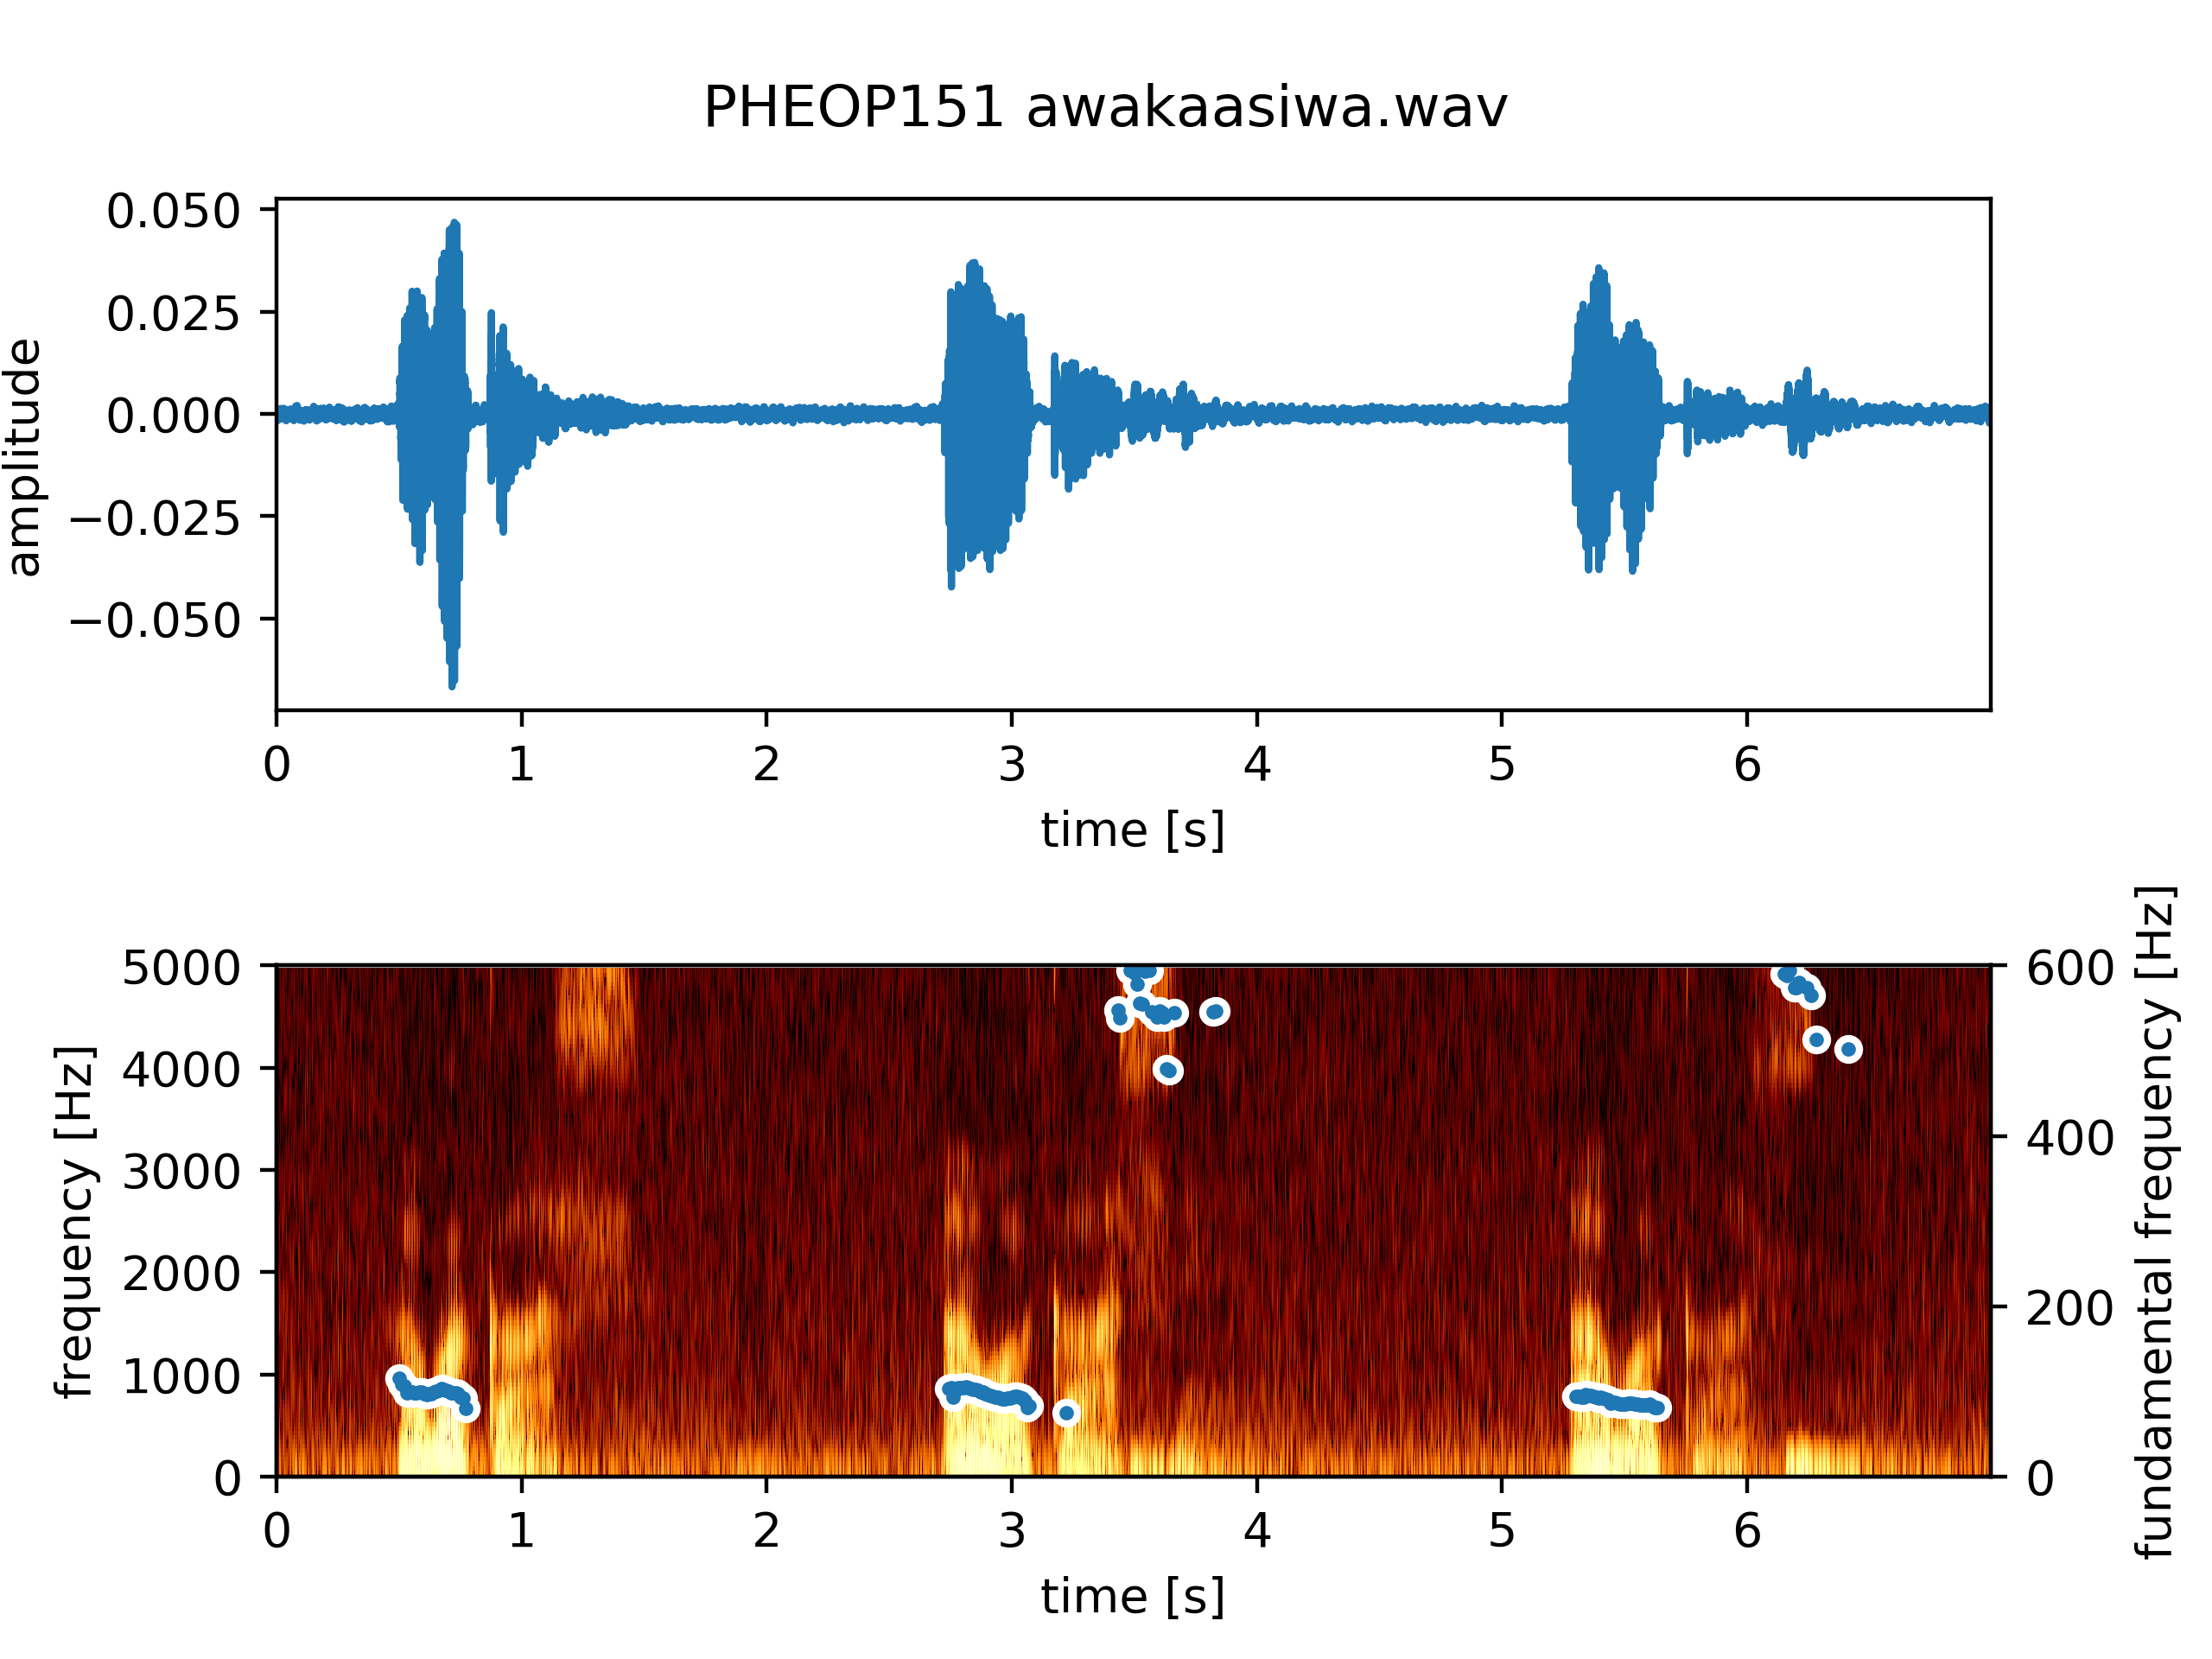 PHEOP151 awakaasiwa.wav
0.050
0.025
0.000
−0.025
−0.050
amplitude
0 1 2 3 4 5 6
time [s]
5000
4000
3000
2000
1000
0
frequency [Hz]
600
400
200
0
fundamental frequency [Hz]
0 1 2 3 4 5 6
time [s]